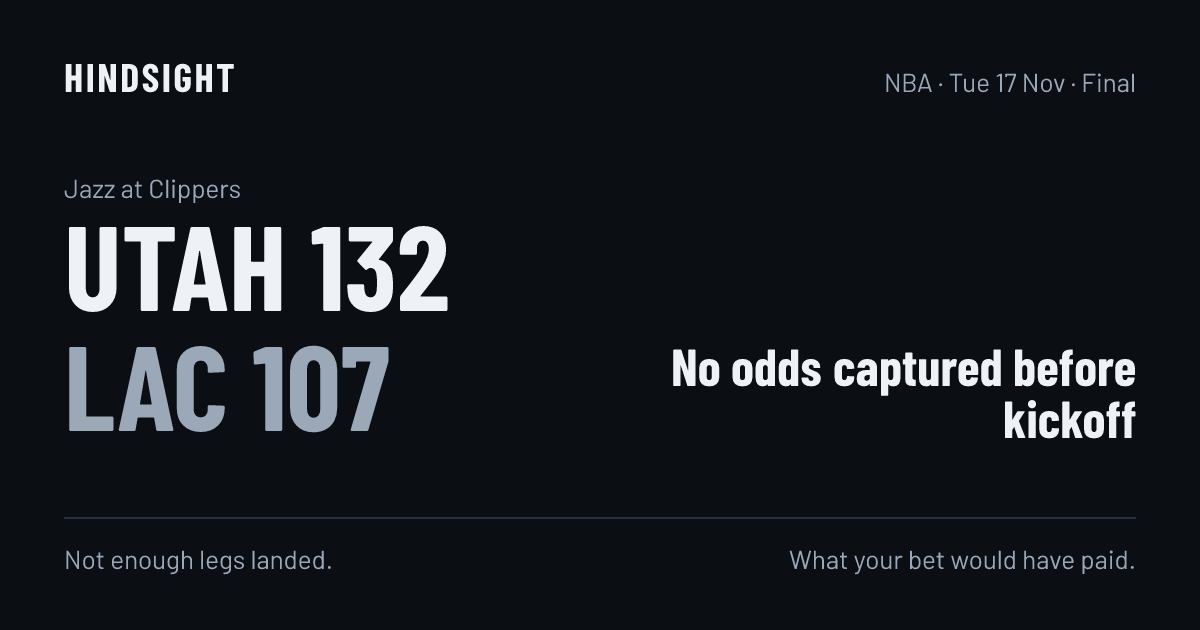 HINDSIGHT
NBA · Tue 17 Nov · Final
Jazz at Clippers
UTAH 132
LAC 107
No odds captured before
kickoff
Not enough legs landed.
What your bet would have paid.